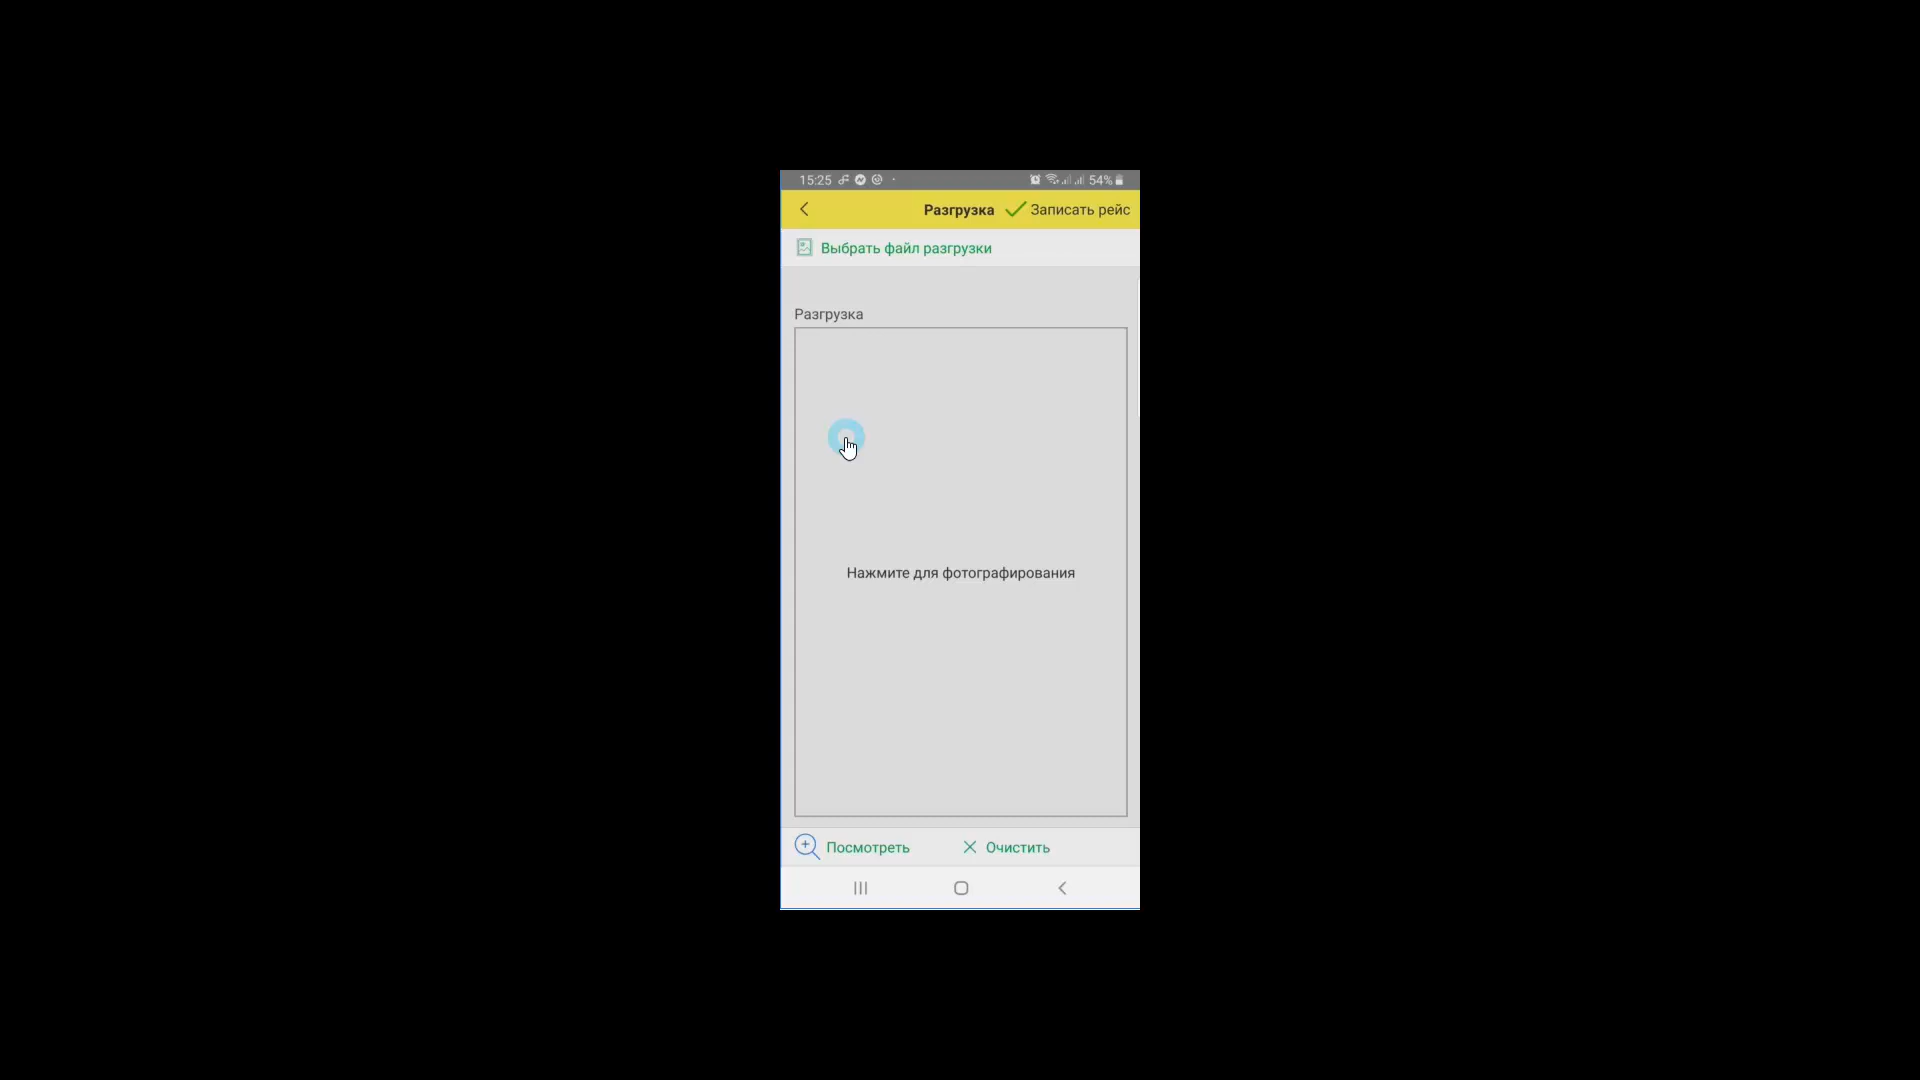 15:25 54%
Разгрузка Записать рейс
Выбрать файл разгрузки
Разгрузка
Нажмите для фотографирования
Посмотреть Очистить